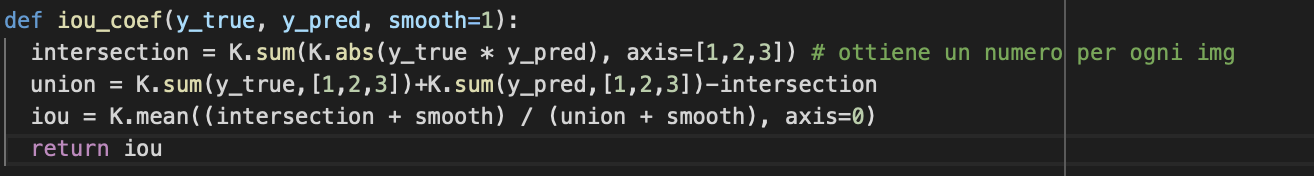 def iou_coef(y_true, y_pred, smooth=1):
  intersection = K.sum(K.abs(y_true * y_pred), axis=[1,2,3]) # ottiene un numero per ogni img
  union = K.sum(y_true,[1,2,3])+K.sum(y_pred,[1,2,3])-intersection
  iou = K.mean((intersection + smooth) / (union + smooth), axis=0)
  return iou